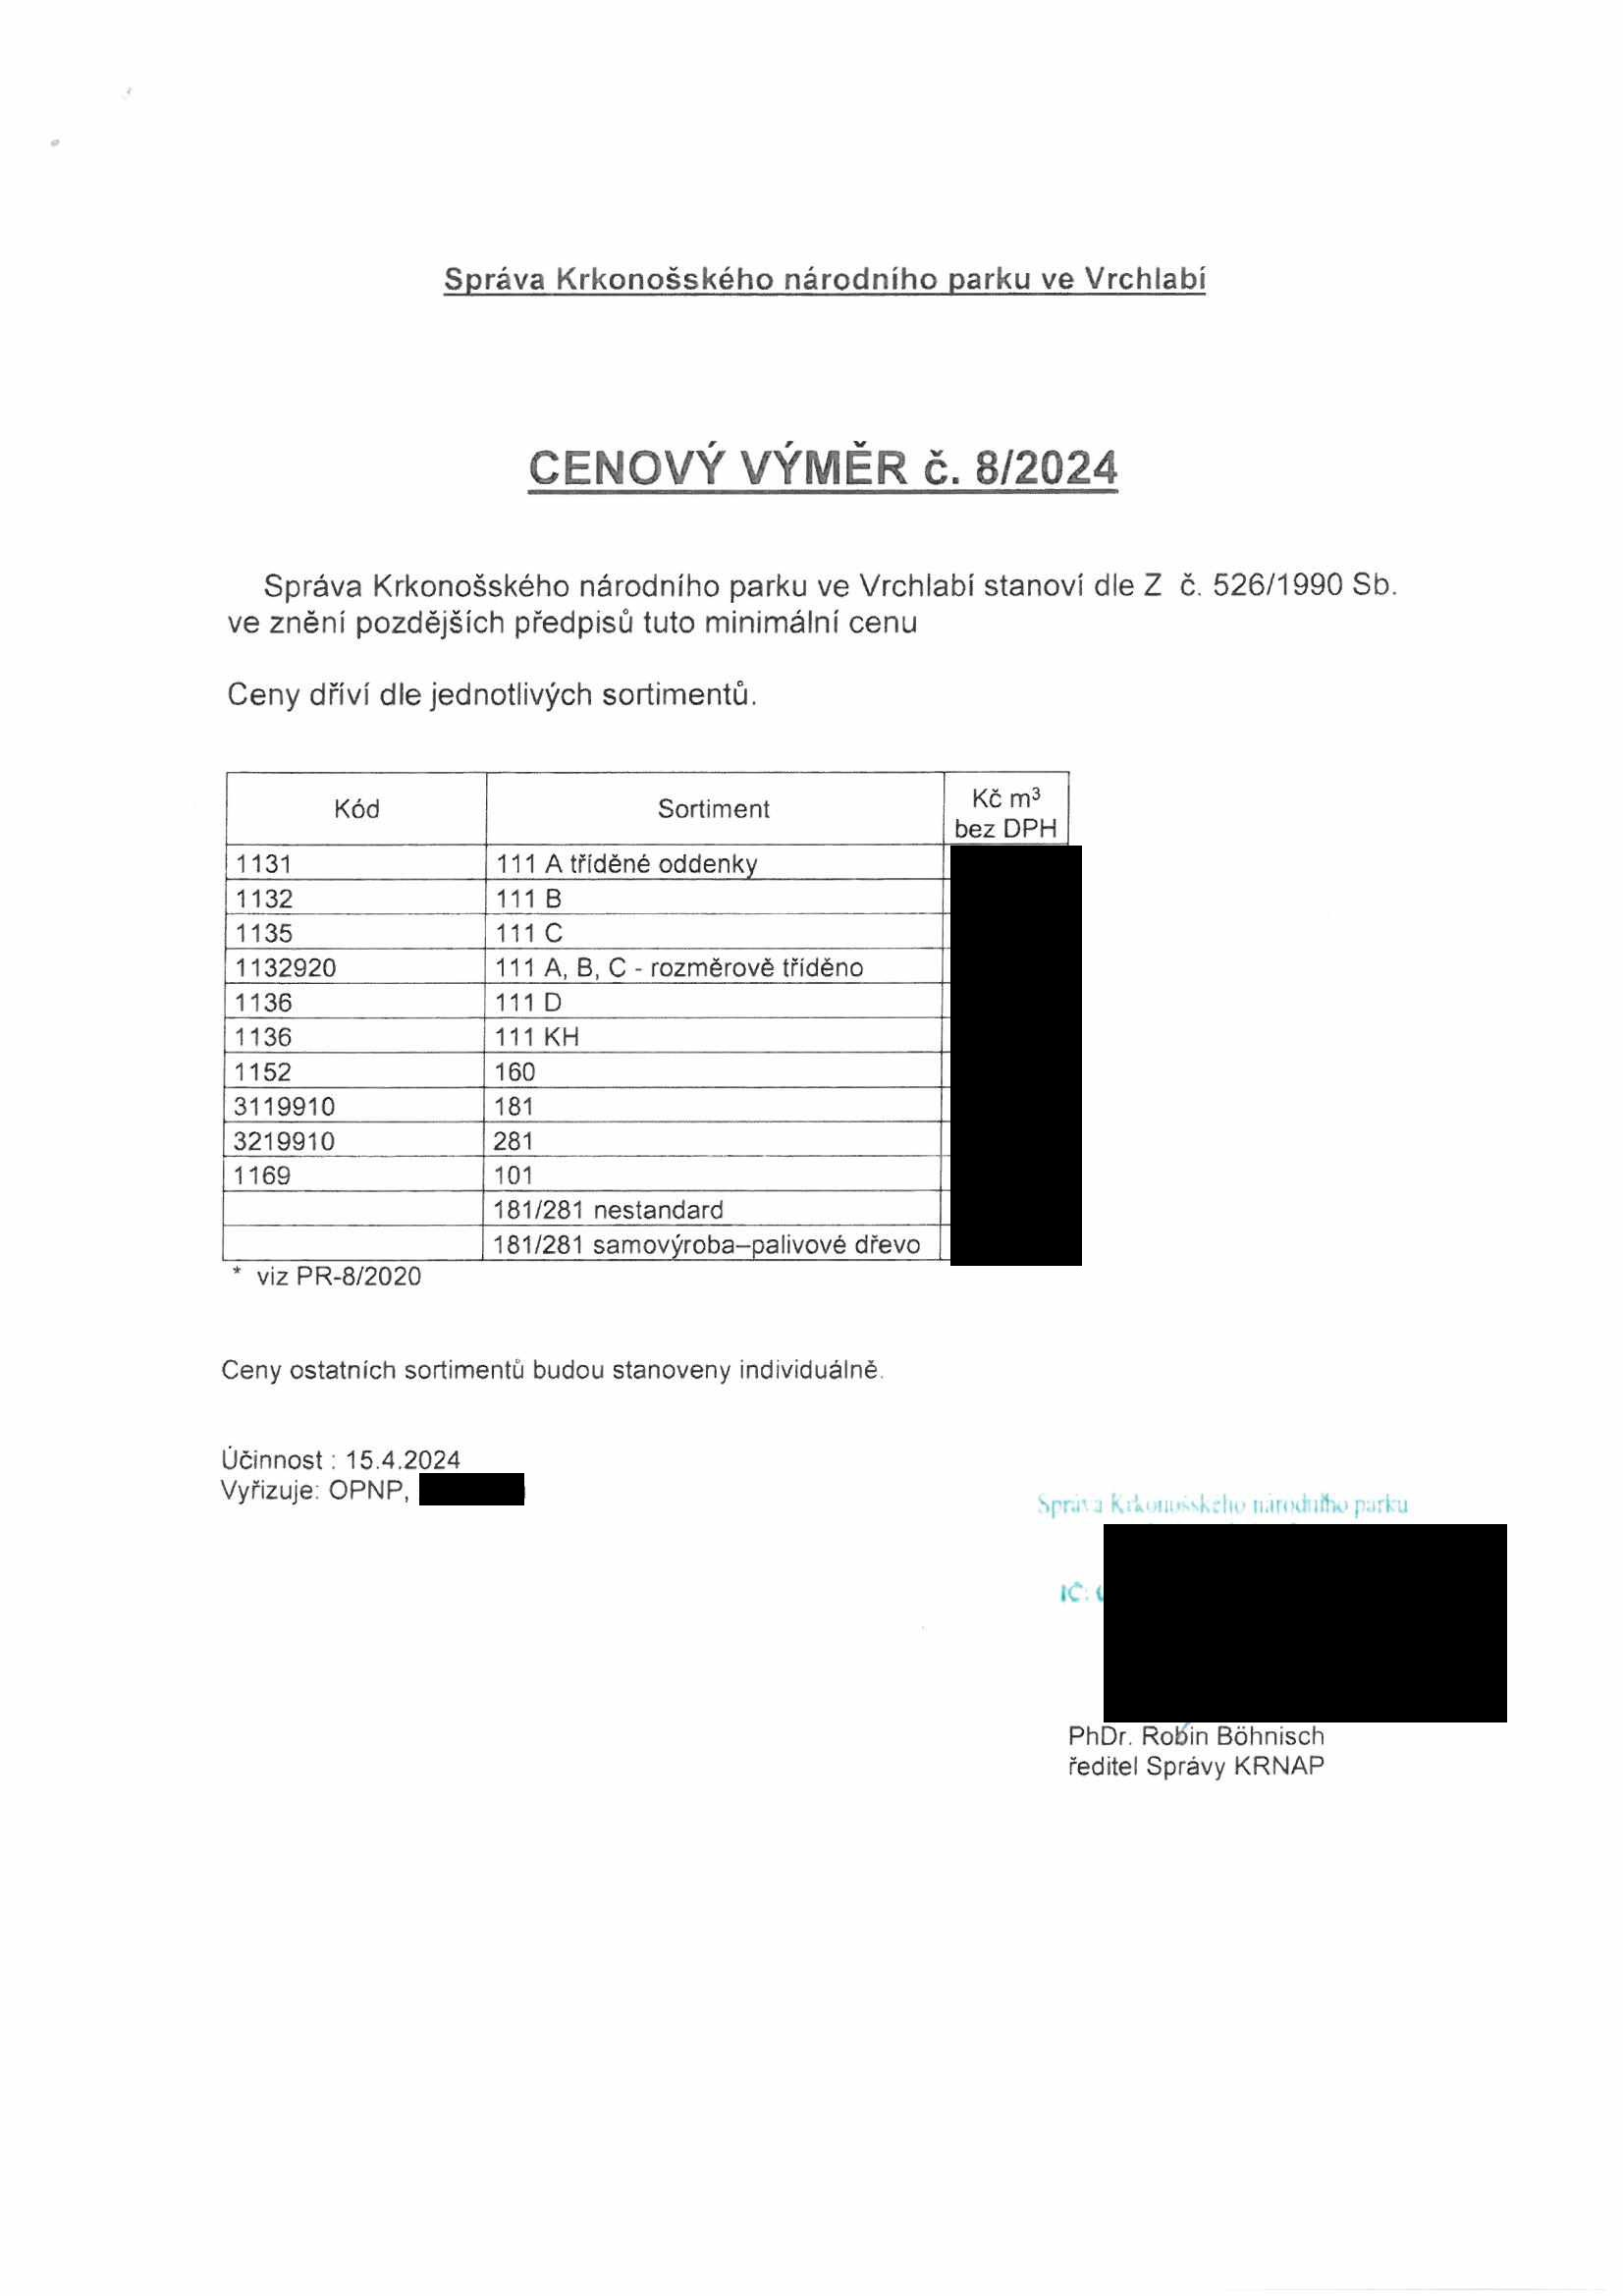 Správa Krkonošského národního parku ve Vrchlabí
CENOVÝ VÝMĚR č. 8/2024
Správa Krkonošského národního parku ve Vrchlabí stanoví dle Z č. 526/1990 Sb.
ve znění pozdějších předpisů tuto minimální cenu
Ceny dříví dle jednotlivých sortimentů.
Kód Sortiment Kč m³
bez DPH
1131 111 A tříděné oddenky
1132 111 B
1135 111 C
1132920 111 A, B, C - rozměrově tříděno
1136 111 D
1136 111 KH
1152 160
3119910 181
3219910 281
1169 101
181/281 nestandard
181/281 samovýroba–palivové dřevo
* viz PR-8/2020
Ceny ostatních sortimentů budou stanoveny individuálně.
Účinnost : 15.4.2024
Vyřizuje: OPNP,
Správa Krkonošského národního parku
IČ:
PhDr. Robin Böhnisch
ředitel Správy KRNAP